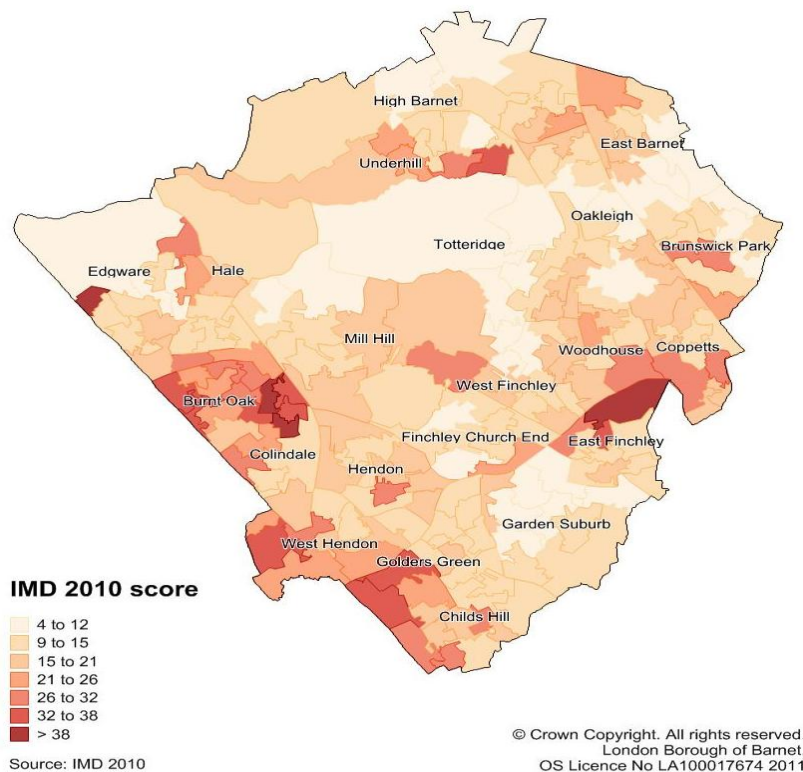 High Barnet
East Barnet
Underhill
Oakleigh
Totteridge
Brunswick Park
Edgware
Hale
Mill Hill
Woodhouse
Coppetts
West Finchley
Burnt Oak
Finchley Church End
East Finchley
Colindale
Hendon
Garden Suburb
West Hendon
Golders Green
Childs Hill
IMD 2010 score
4 to 12
9 to 15
15 to 21
21 to 26
26 to 32
32 to 38
> 38
Source: IMD 2010
© Crown Copyright. All rights reserved
London Borough of Barnet
OS Licence No LA100017674 2011